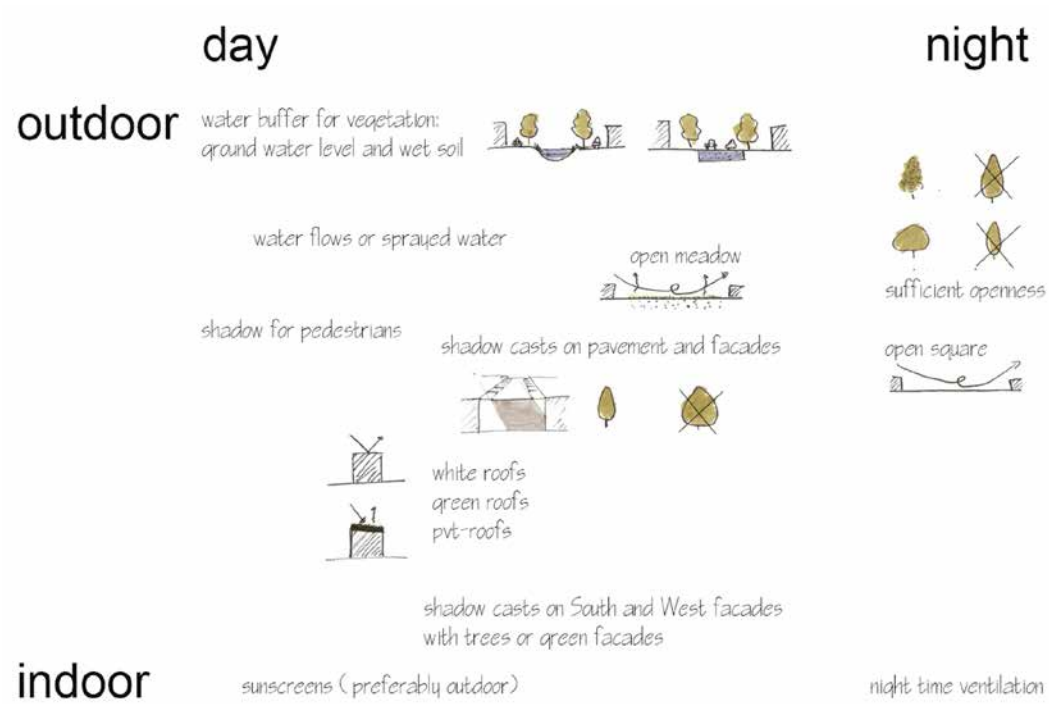 day
night
outdoor
water buffer for vegetation:
ground water level and wet soil
water flows or sprayed water
open meadow
sufficient openness
shadow for pedestrians
shadow casts on pavement and facades
open square
white roofs
green roofs
pvt-roofs
shadow casts on South and West facades
with trees or green facades
indoor
sunscreens (preferably outdoor)
night time ventilation